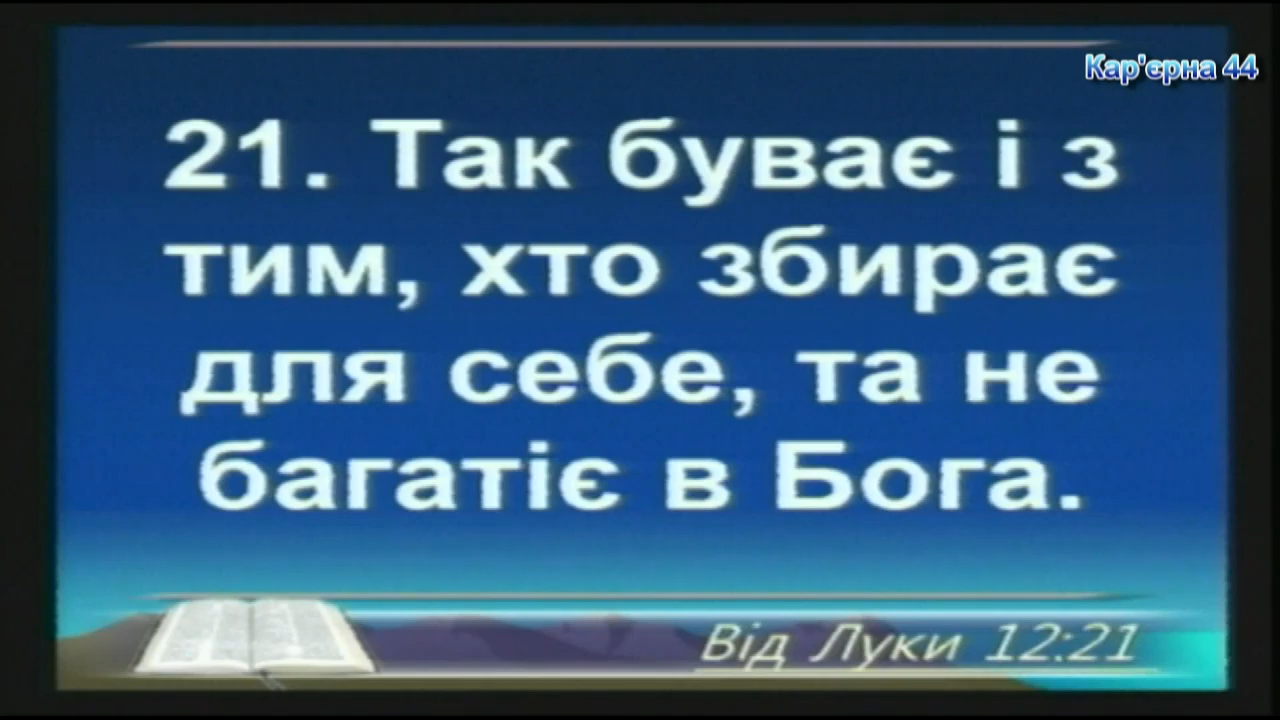 Кар'єрна 44
21. Так буває і з
тим, хто збирає
для себе, та не
багатіє в Бога.
Від Луки 12:21